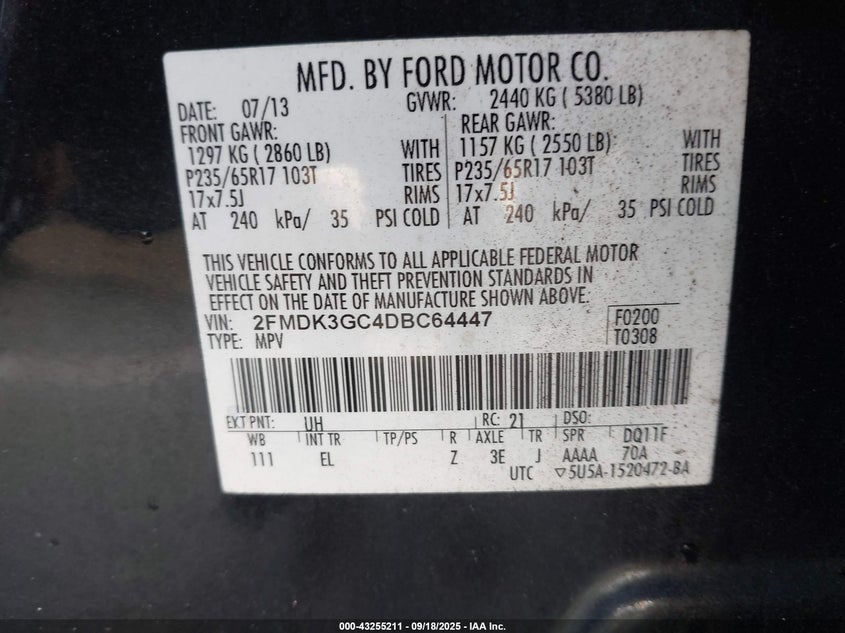 MFD. BY FORD MOTOR CO.
DATE: 07/13 GVWR: 2440 KG ( 5380 LB)
FRONT GAWR: REAR GAWR:
1297 KG ( 2860 LB) WITH 1157 KG ( 2550 LB) WITH
P235/65R17 103T TIRES P235/65R17 103T TIRES
17x7.5J RIMS 17x7.5J RIMS
AT 240 kPa/ 35 PSI COLD AT 240 kPa/ 35 PSI COLD
THIS VEHICLE CONFORMS TO ALL APPLICABLE FEDERAL MOTOR
VEHICLE SAFETY AND THEFT PREVENTION STANDARDS IN
EFFECT ON THE DATE OF MANUFACTURE SHOWN ABOVE.
VIN: 2FMDK3GC4DBC64447 F0200
TYPE: MPV T0308
EXT PNT: UH RC: 21 DSO:
WB INT TR TP/PS R AXLE TR SPR DQ11F
111 EL Z 3E J AAAA 70A
UTC ▽5U5A-1520472-BA
000-43255211 - 09/18/2025 - IAA Inc.